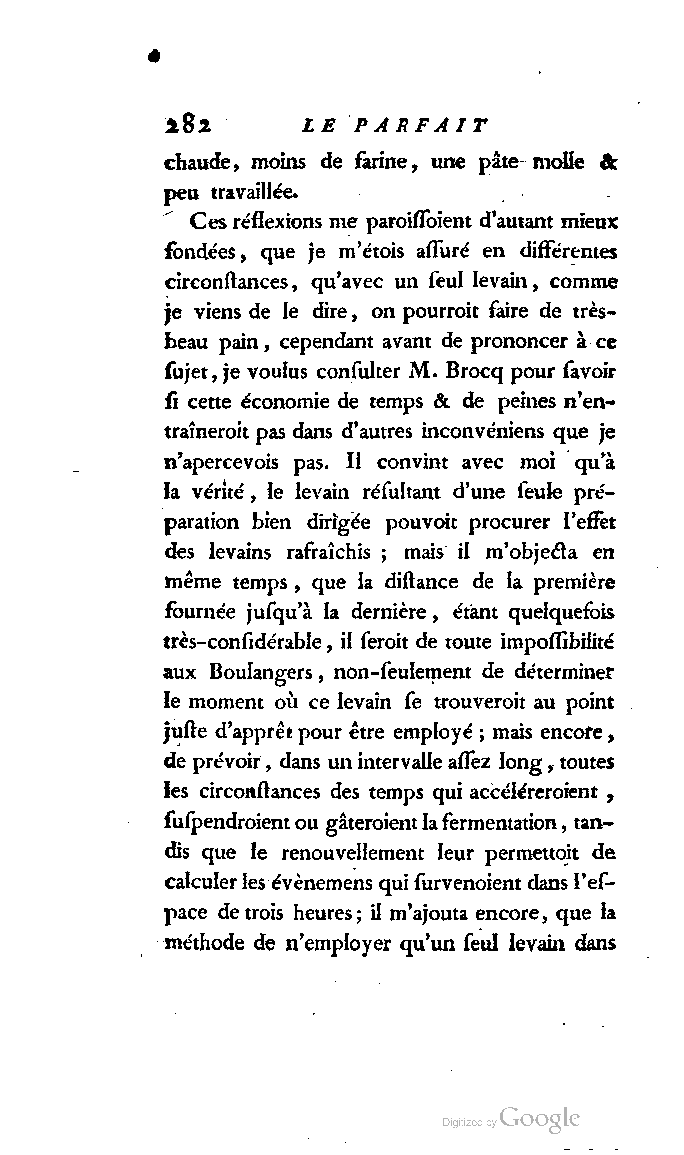 282 LE PARFAIT
chaude, moins de farine, une pâte molle &
peu travaillée.
Ces réflexions me paroiſſoient d'autant mieux
fondées, que je m'étois aſſuré en différentes
circonſtances, qu'avec un ſeul levain, comme
je viens de le dire, on pourroit faire de très-
beau pain, cependant avant de prononcer à ce
ſujet, je voulus conſulter M. Brocq pour ſavoir
ſi cette économie de temps & de peines n'en-
traîneroit pas dans d'autres inconvéniens que je
n'apercevois pas. Il convint avec moi qu'à
la vérité, le levain réſultant d'une ſeule pré-
paration bien dirigée pouvoit procurer l'effet
des levains rafraîchis ; mais il m'objecta en
même temps, que la diſtance de la première
fournée juſqu'à la dernière, étant quelquefois
très-conſidérable, il ſeroit de toute impoſſibilité
aux Boulangers, non-ſeulement de déterminer
le moment où ce levain ſe trouveroit au point
juſte d'apprêt pour être employé ; mais encore,
de prévoir, dans un intervalle aſſez long, toutes
les circonſtances des temps qui accéléreroient,
ſuſpendroient ou gâteroient la fermentation, tan-
dis que le renouvellement leur permettoit de
calculer les évènemens qui ſurvenoient dans l'eſ-
pace de trois heures ; il m'ajouta encore, que la
méthode de n'employer qu'un ſeul levain dans
Digitized by Google